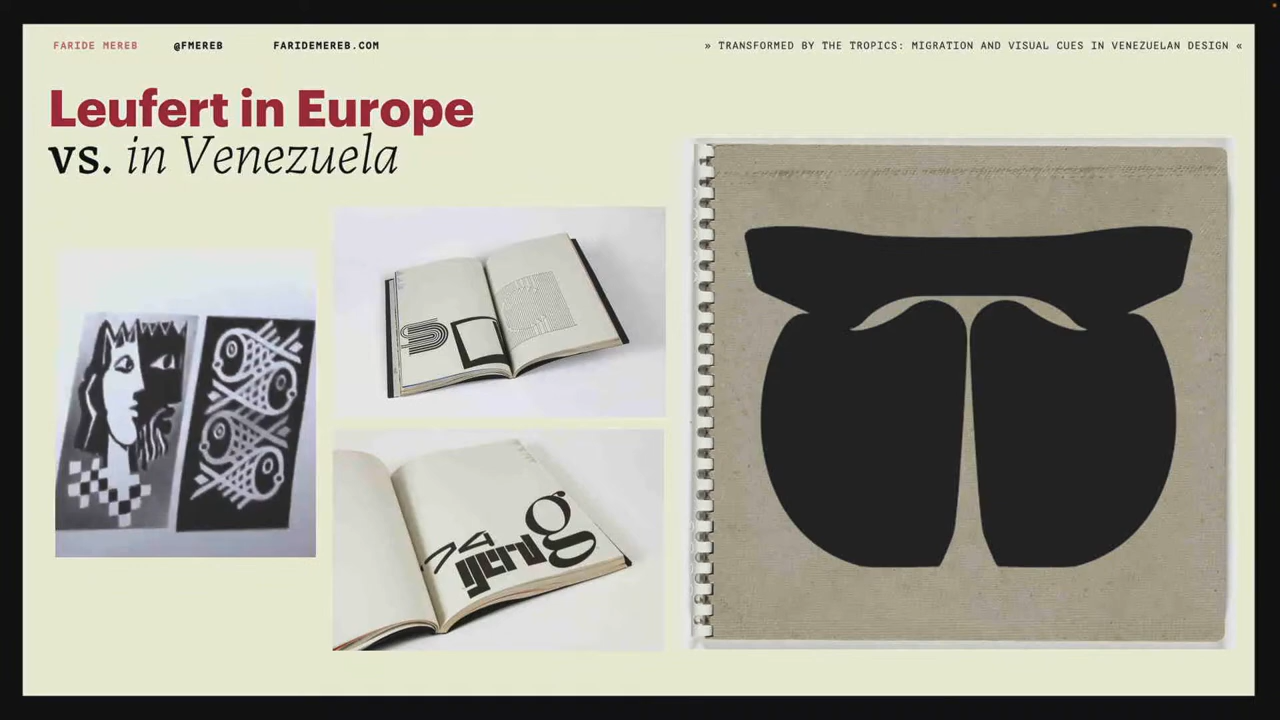 FARIDE MEREB @FMEREB FARIDEMEREB.COM » TRANSFORMED BY THE TROPICS: MIGRATION AND VISUAL CUES IN VENEZUELAN DESIGN «
Leufert in Europe
vs. in Venezuela
g